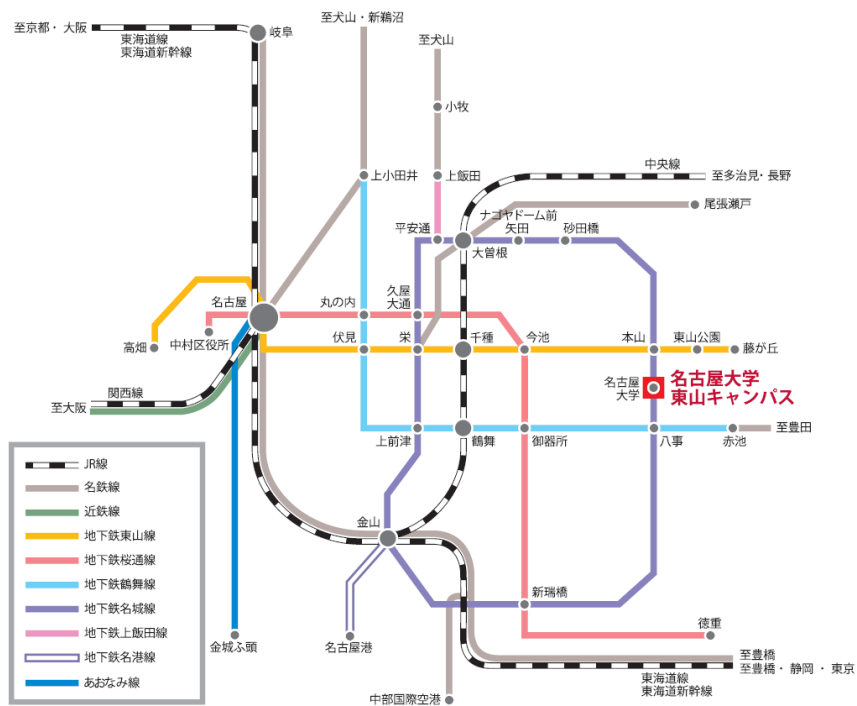 至犬山・新鵜沼
至京都・ 大阪
東海道線
東海道新幹線
岐阜
至犬山
小牧
中央線
上小田井
上飯田
至多治見・長野
尾張瀬戸
ナゴヤドーム前
平安通
矢田
砂田橋
大曽根
名古屋
丸の内
久屋
大通
高畑
中村区役所
伏見
栄
千種
今池
本山
東山公園
藤が丘
名古屋
大学
名古屋大学
東山キャンパス
関西線
至大阪
上前津
鶴舞
御器所
八事
赤池
至豊田
JR線
名鉄線
近鉄線
地下鉄東山線
地下鉄桜通線
地下鉄鶴舞線
地下鉄名城線
地下鉄上飯田線
地下鉄名港線
あおなみ線
金山
新瑞橋
徳重
金城ふ頭
名古屋港
中部国際空港
至豊橋
至豊橋・ 静岡 ・ 東京
東海道線
東海道新幹線